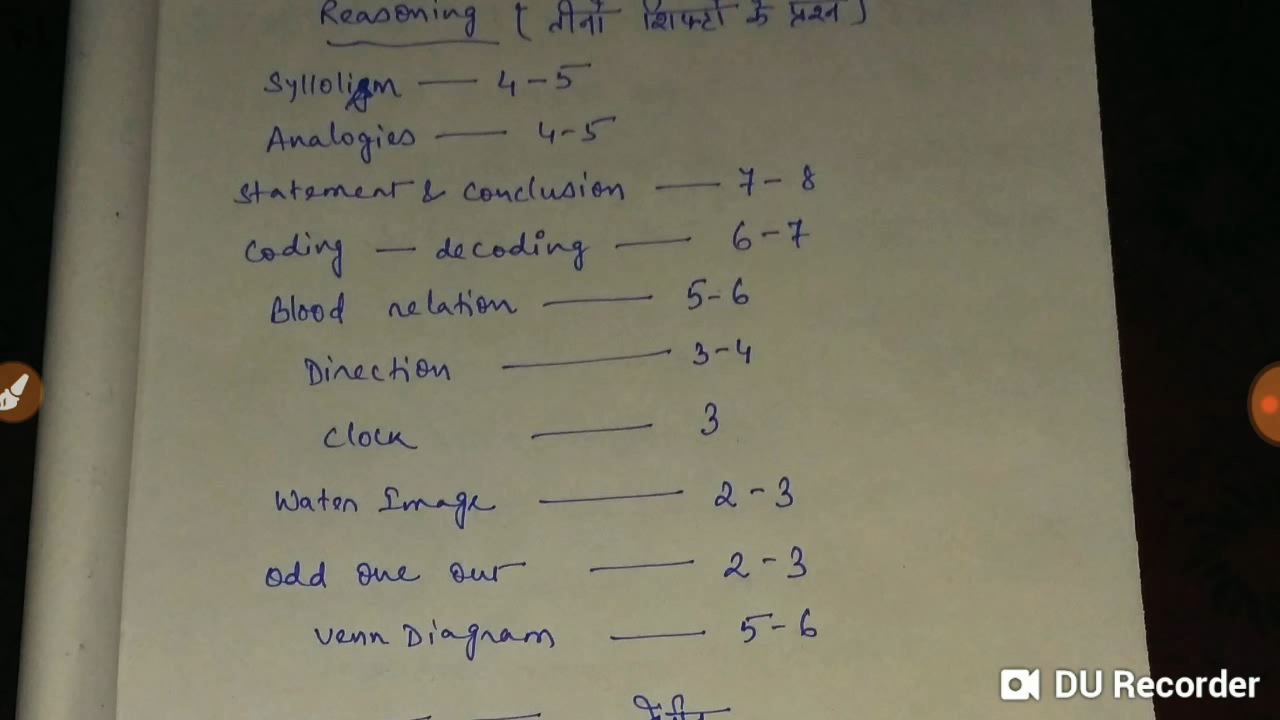 Reasoning [ तीनों शिफ्टों के प्रश्न ]
Syllolism — 4-5
Analogies — 4-5
Statement & conclusion — 7-8
Coding — decoding — 6-7
Blood relation — 5-6
Direction — 3-4
Clock — 3
Water Image — 2-3
Odd one out — 2-3
Venn Diagram — 5-6
DU Recorder